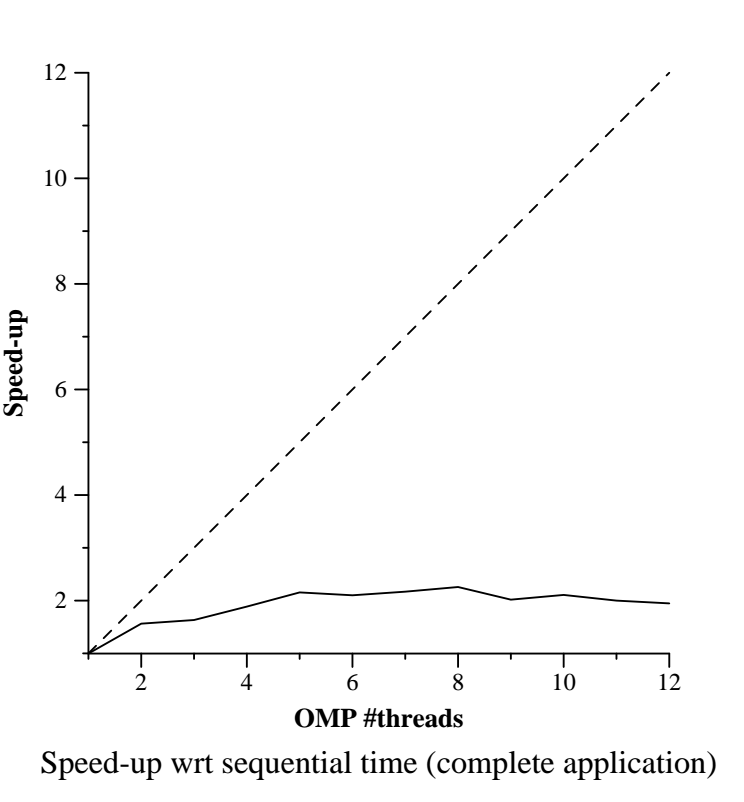 12
10
8
6
4
2
Speed-up
2 4 6 8 10 12
OMP #threads
Speed-up wrt sequential time (complete application)